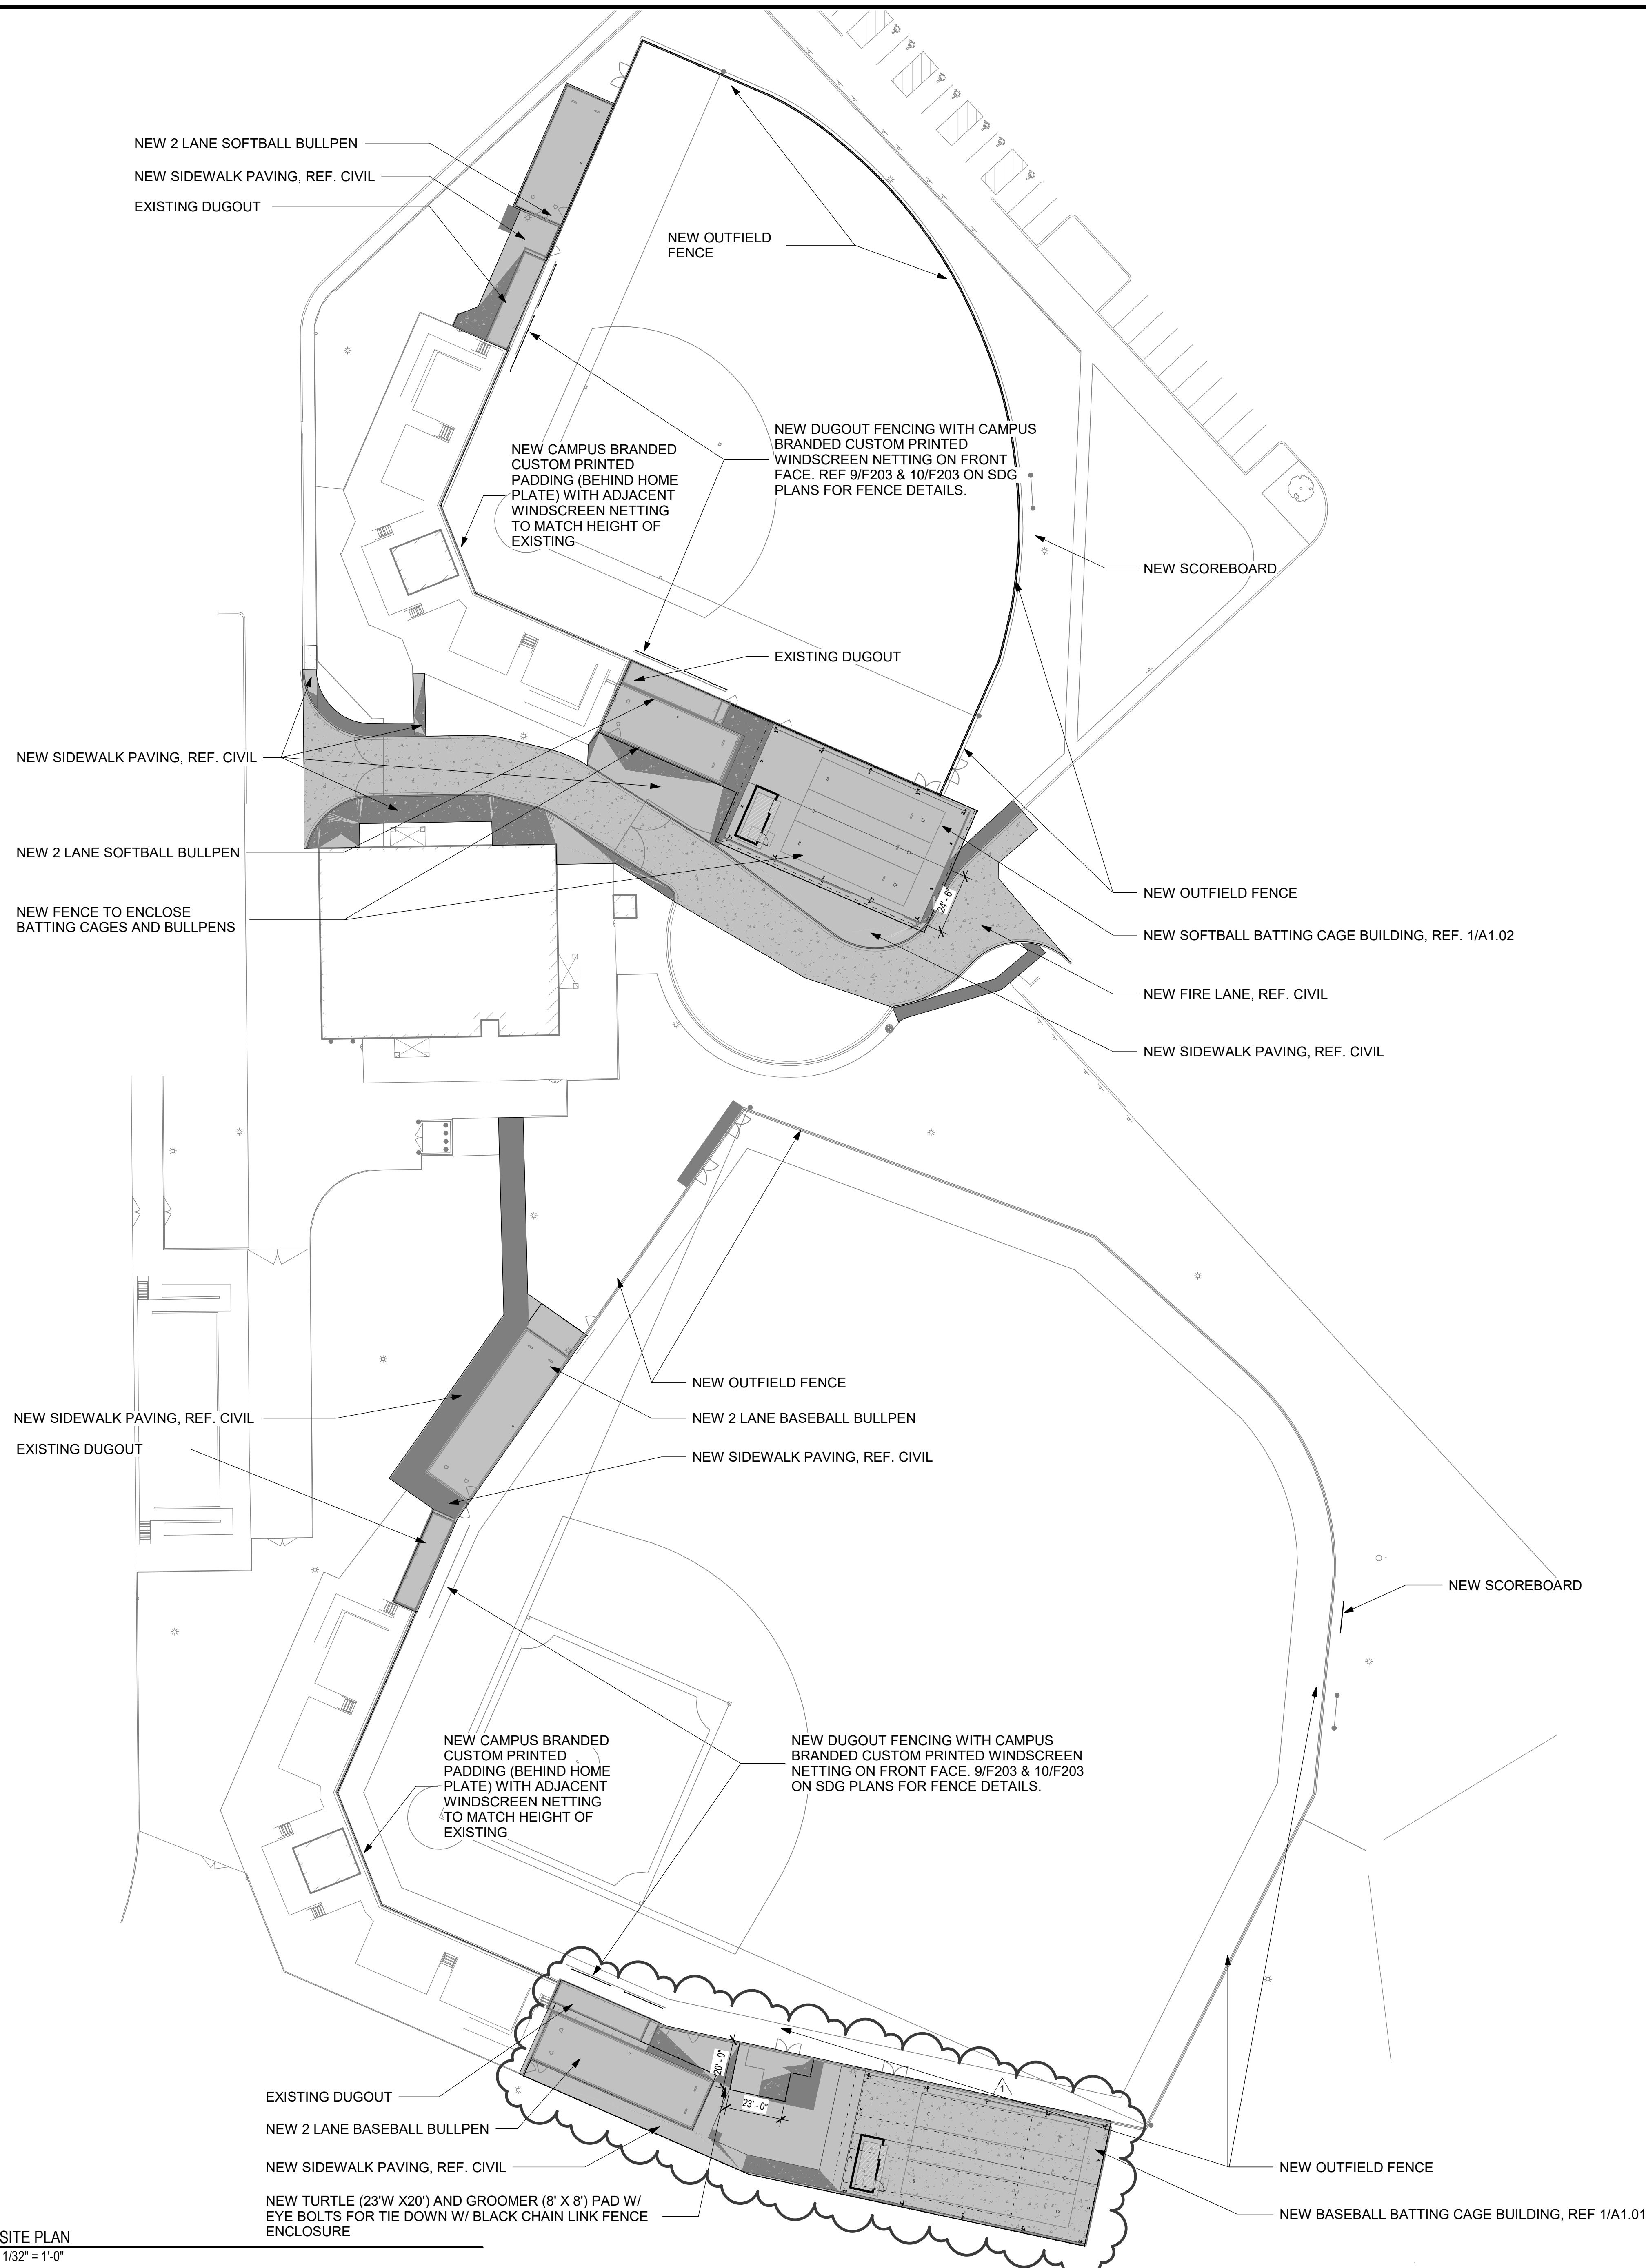 NEW 2 LANE SOFTBALL BULLPEN
NEW SIDEWALK PAVING, REF. CIVIL
EXISTING DUGOUT
NEW OUTFIELD
FENCE
NEW DUGOUT FENCING WITH CAMPUS
BRANDED CUSTOM PRINTED
WINDSCREEN NETTING ON FRONT
FACE. REF 9/F203 & 10/F203 ON SDG
PLANS FOR FENCE DETAILS.
NEW CAMPUS BRANDED
CUSTOM PRINTED
PADDING (BEHIND HOME
PLATE) WITH ADJACENT
WINDSCREEN NETTING
TO MATCH HEIGHT OF
EXISTING
NEW SCOREBOARD
EXISTING DUGOUT
NEW SIDEWALK PAVING, REF. CIVIL
NEW 2 LANE SOFTBALL BULLPEN
NEW FENCE TO ENCLOSE
BATTING CAGES AND BULLPENS
24' - 6"
NEW OUTFIELD FENCE
NEW SOFTBALL BATTING CAGE BUILDING, REF. 1/A1.02
NEW FIRE LANE, REF. CIVIL
NEW SIDEWALK PAVING, REF. CIVIL
NEW OUTFIELD FENCE
NEW SIDEWALK PAVING, REF. CIVIL
NEW 2 LANE BASEBALL BULLPEN
EXISTING DUGOUT
NEW SIDEWALK PAVING, REF. CIVIL
NEW SCOREBOARD
NEW CAMPUS BRANDED
CUSTOM PRINTED
PADDING (BEHIND HOME
PLATE) WITH ADJACENT
WINDSCREEN NETTING
TO MATCH HEIGHT OF
EXISTING
NEW DUGOUT FENCING WITH CAMPUS
BRANDED CUSTOM PRINTED WINDSCREEN
NETTING ON FRONT FACE. 9/F203 & 10/F203
ON SDG PLANS FOR FENCE DETAILS.
20' - 0"
23' - 0"
1
EXISTING DUGOUT
NEW 2 LANE BASEBALL BULLPEN
NEW SIDEWALK PAVING, REF. CIVIL
NEW TURTLE (23'W X20') AND GROOMER (8' X 8') PAD W/
EYE BOLTS FOR TIE DOWN W/ BLACK CHAIN LINK FENCE
ENCLOSURE
NEW OUTFIELD FENCE
NEW BASEBALL BATTING CAGE BUILDING, REF 1/A1.01
SITE PLAN
1/32" = 1'-0"